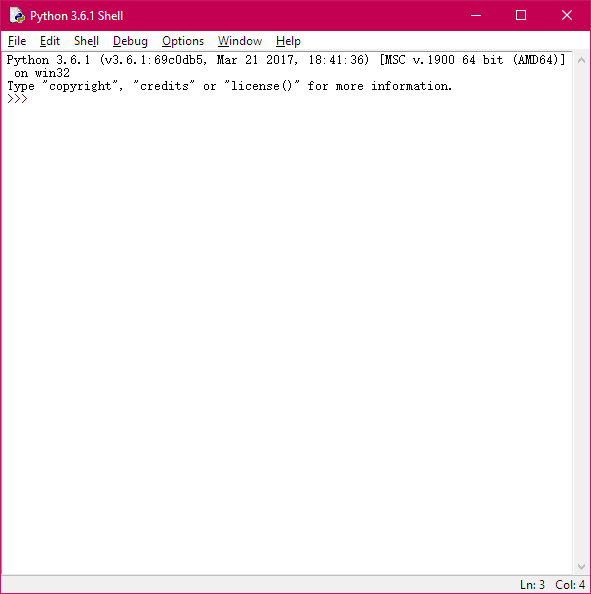 Python 3.6.1 Shell
File Edit Shell Debug Options Window Help
Python 3.6.1 (v3.6.1:69c0db5, Mar 21 2017, 18:41:36) [MSC v.1900 64 bit (AMD64)]
on win32
Type "copyright", "credits" or "license()" for more information.
>>>
Ln: 3 Col: 4